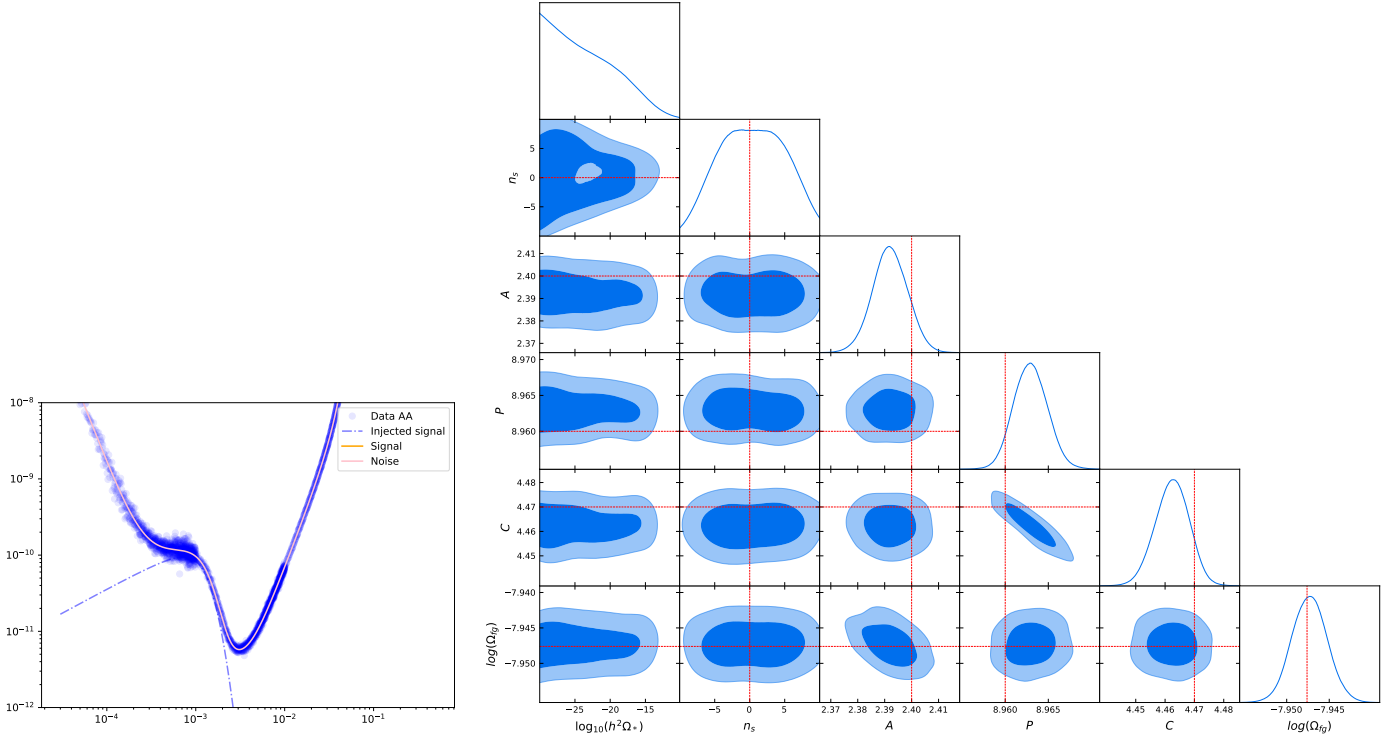 10⁻⁸
10⁻⁹
10⁻¹⁰
10⁻¹¹
10⁻¹²
10⁻⁴
10⁻³
10⁻²
10⁻¹
Data AA
Injected signal
Signal
Noise
5
0
−5
n_s
2.41
2.40
2.39
2.38
2.37
A
8.970
8.965
8.960
P
4.48
4.47
4.46
4.45
C
−7.940
−7.945
−7.950
log(Ω_fg)
−25 −20 −15
log₁₀(h²Ω_*)
−5 0 5
n_s
2.37 2.38 2.39 2.40 2.41
A
8.960 8.965
P
4.45 4.46 4.47 4.48
C
−7.950 −7.945
log(Ω_fg)